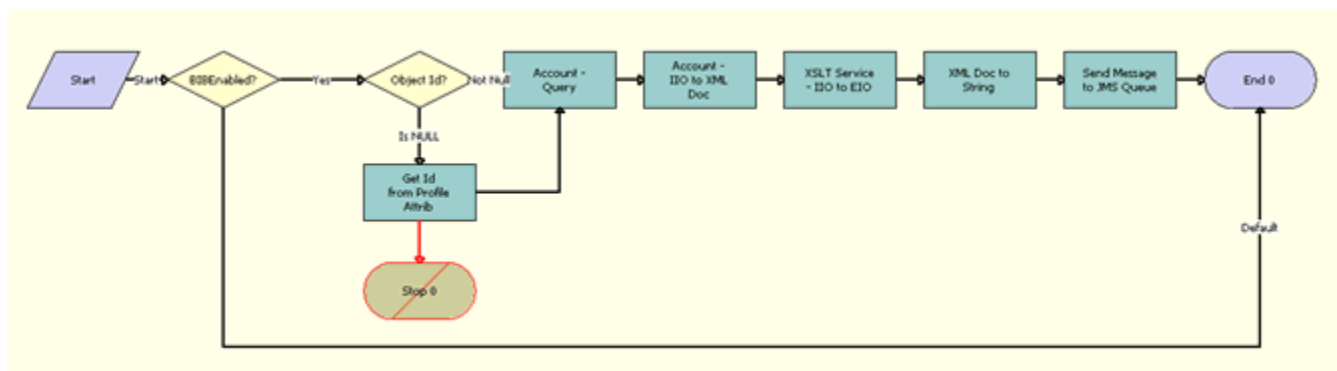 Start
Start
BIBEnabled?
Yes
Object Id?
Not Null
Account -
Query
Account -
IIO to XML
Doc
XSLT Service
- IIO to EIO
XML Doc to
String
Send Message
to JMS Queue
End 0
Is NULL
Get Id
from Profile
Attrib
Default
Stop 0